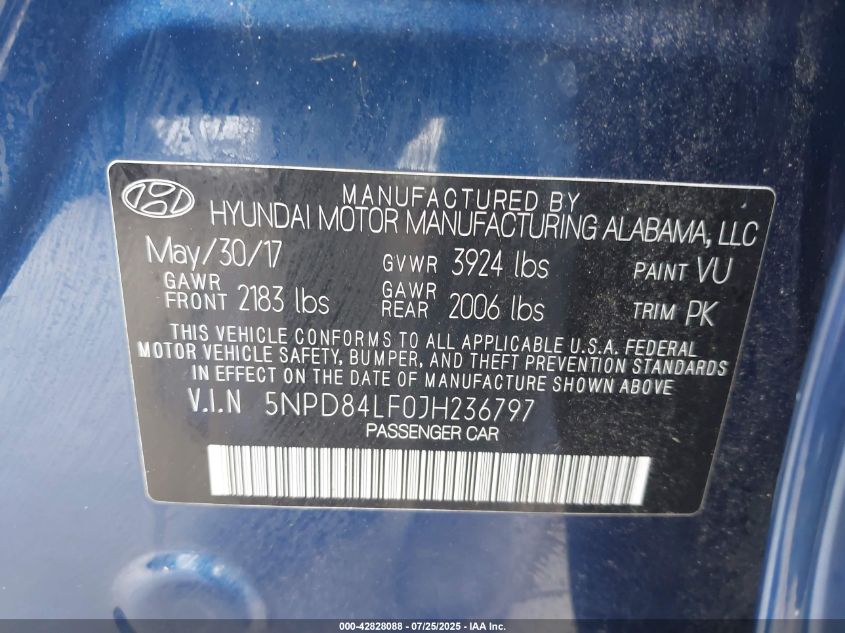 MANUFACTURED BY
HYUNDAI MOTOR MANUFACTURING ALABAMA, LLC
May/30/17 GVWR 3924 lbs PAINT VU
GAWR FRONT 2183 lbs GAWR REAR 2006 lbs TRIM PK
THIS VEHICLE CONFORMS TO ALL APPLICABLE U.S.A. FEDERAL
MOTOR VEHICLE SAFETY, BUMPER, AND THEFT PREVENTION STANDARDS
IN EFFECT ON THE DATE OF MANUFACTURE SHOWN ABOVE
V.I.N 5NPD84LF0JH236797
PASSENGER CAR
000-42828088 - 07/25/2025 - IAA Inc.